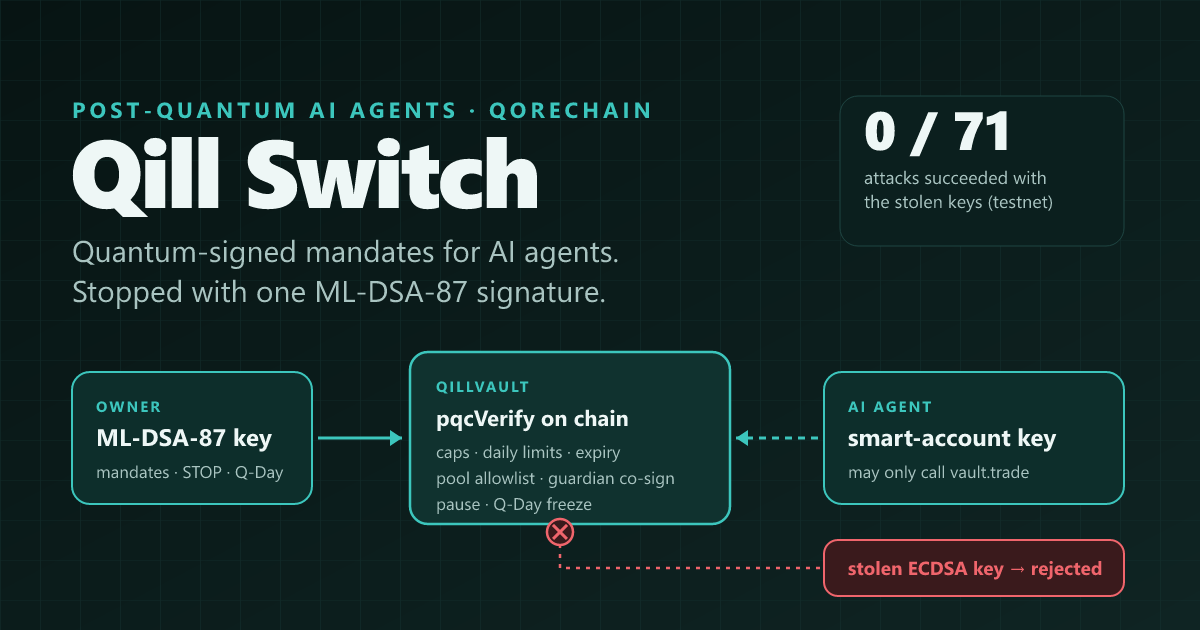 POST-QUANTUM AI AGENTS · QORECHAIN
Qill Switch
Quantum-signed mandates for AI agents.
Stopped with one ML-DSA-87 signature.
0 / 71
attacks succeeded with
the stolen keys (testnet)
OWNER
ML-DSA-87 key
mandates · STOP · Q-Day
QILLVAULT
pqcVerify on chain
caps · daily limits · expiry
pool allowlist · guardian co-sign
pause · Q-Day freeze
AI AGENT
smart-account key
may only call vault.trade
stolen ECDSA key → rejected